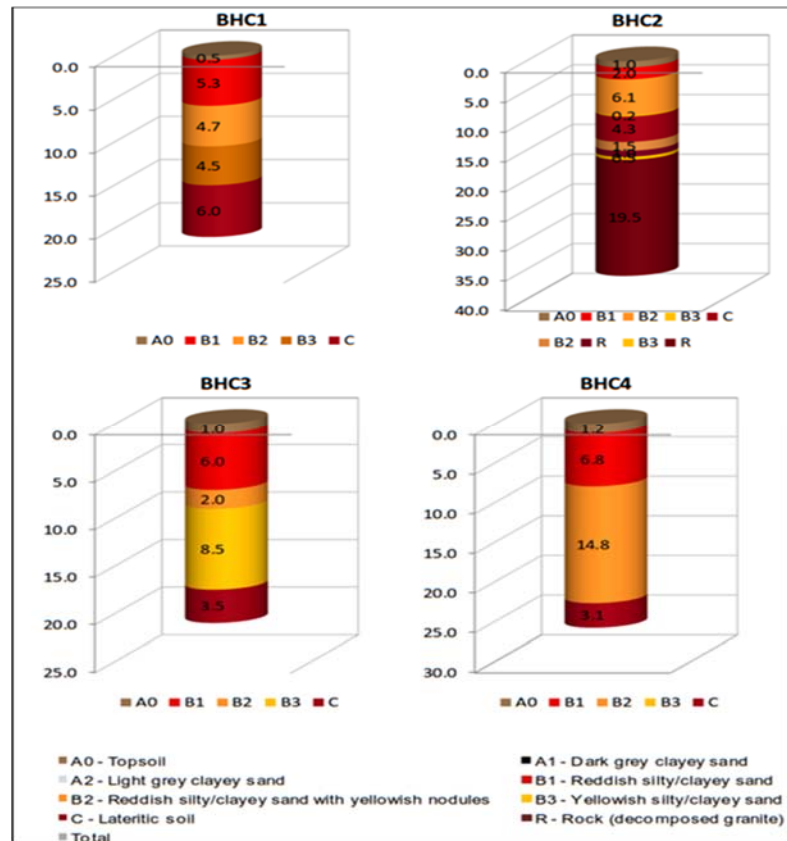 BHC1
0.0
5.0
10.0
15.0
20.0
25.0
0.5
5.3
4.7
4.5
6.0
A0 B1 B2 B3 C
BHC2
0.0
5.0
10.0
15.0
20.0
25.0
30.0
35.0
40.0
1.0
2.0
6.1
0.2
4.3
1.5
19.5
A0 B1 B2 B3 C
B2 R B3 R
BHC3
0.0
5.0
10.0
15.0
20.0
25.0
1.0
6.0
2.0
8.5
3.5
A0 B1 B2 B3 C
BHC4
0.0
5.0
10.0
15.0
20.0
25.0
30.0
1.2
6.8
14.8
3.1
A0 B1 B2 B3 C
A0 - Topsoil
A1 - Dark grey clayey sand
A2 - Light grey clayey sand
B1 - Reddish silty/clayey sand
B2 - Reddish silty/clayey sand with yellowish nodules
B3 - Yellowish silty/clayey sand
C - Lateritic soil
R - Rock (decomposed granite)
Total